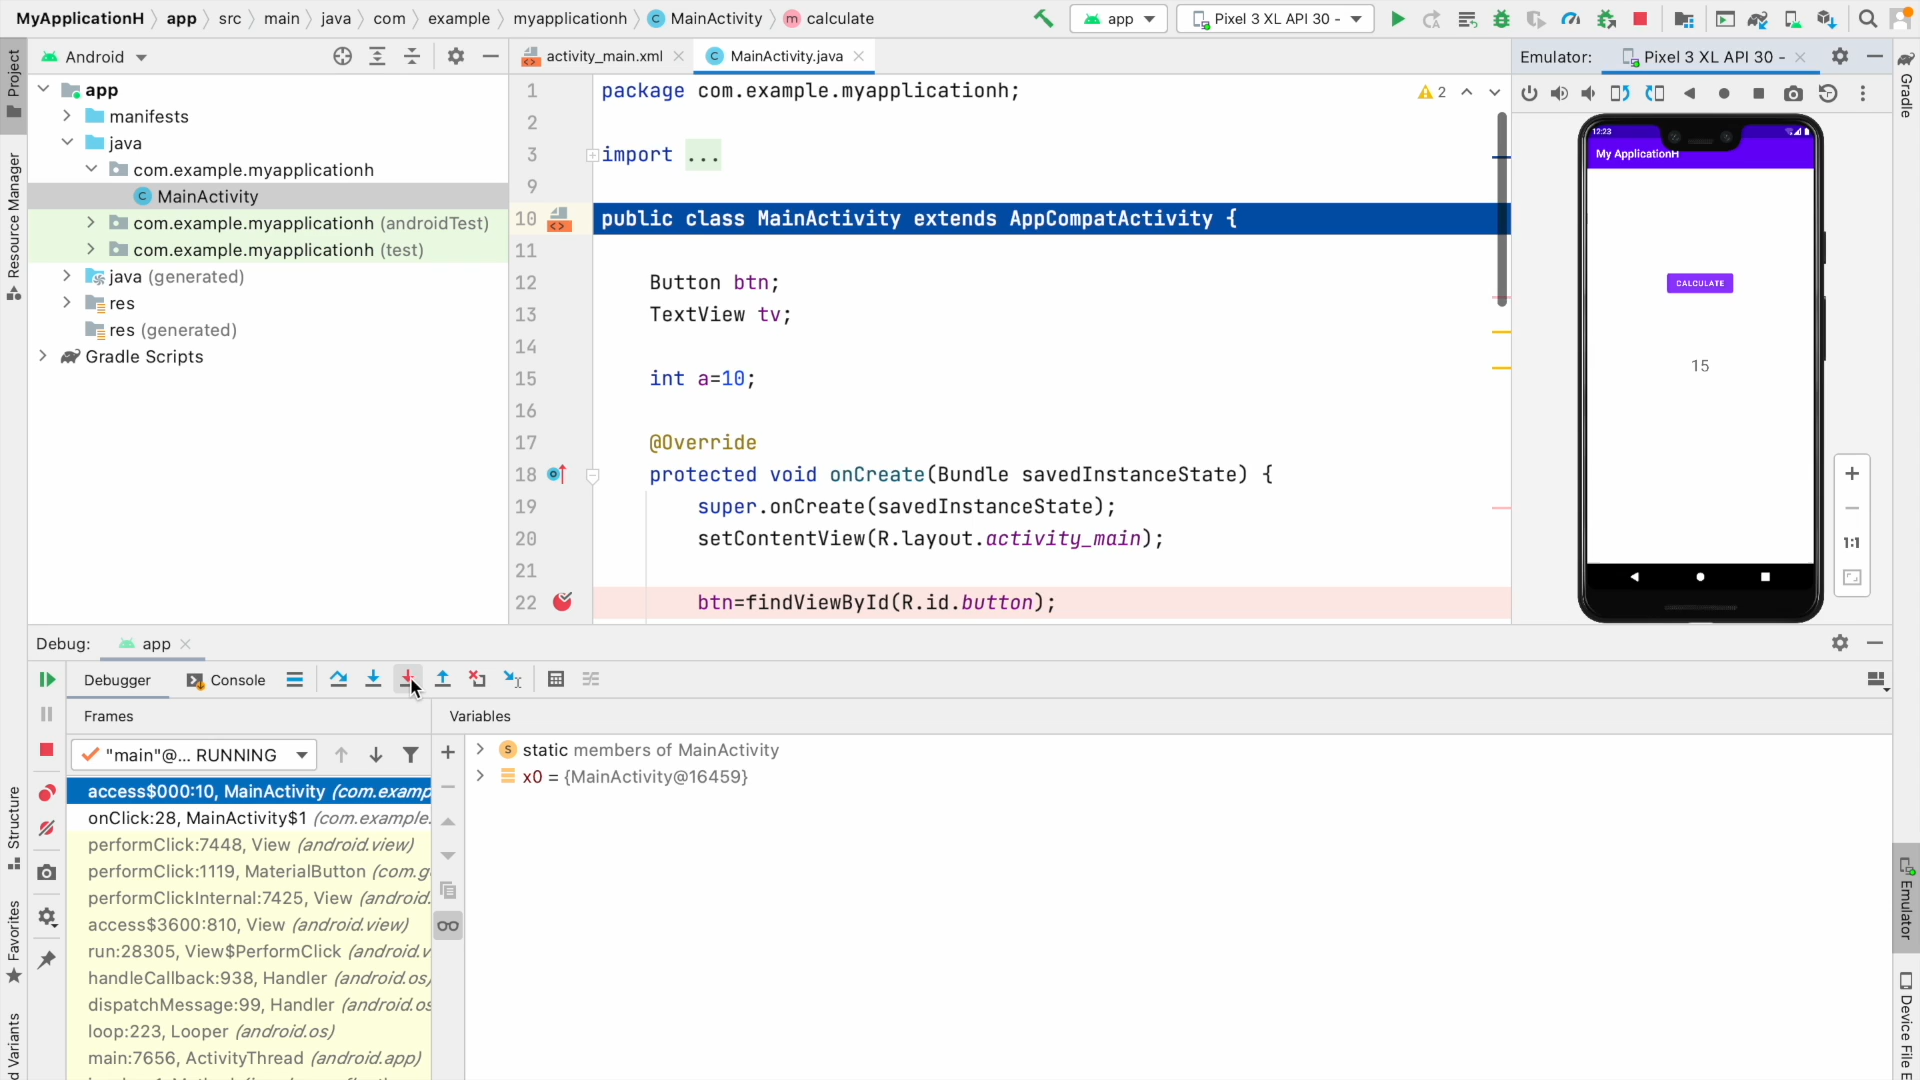 MyApplicationH app src main java com example myapplicationh MainActivity calculate
app Pixel 3 XL API 30 -
Android
activity_main.xml MainActivity.java
Emulator: Pixel 3 XL API 30 -
Project
Resource Manager
Structure
Favorites
app
manifests
java
com.example.myapplicationh
MainActivity
com.example.myapplicationh (androidTest)
com.example.myapplicationh (test)
java (generated)
res
res (generated)
Gradle Scripts
1 package com.example.myapplicationh;
2
3 import ...
9
10 public class MainActivity extends AppCompatActivity {
11
12 Button btn;
13 TextView tv;
14
15 int a=10;
16
17 @Override
18 protected void onCreate(Bundle savedInstanceState) {
19 super.onCreate(savedInstanceState);
20 setContentView(R.layout.activity_main);
21
22 btn=findViewById(R.id.button);
2
12:23
My ApplicationH
CALCULATE
15
1:1
Gradle
Emulator
Device File E
Debug: app
Debugger Console
Frames
Variables
"main"@... RUNNING
access$000:10, MainActivity (com.examp
onClick:28, MainActivity$1 (com.example.
performClick:7448, View (android.view)
performClick:1119, MaterialButton (com.g
performClickInternal:7425, View (android.
access$3600:810, View (android.view)
run:28305, View$PerformClick (android.v
handleCallback:938, Handler (android.os)
dispatchMessage:99, Handler (android.os
loop:223, Looper (android.os)
main:7656, ActivityThread (android.app)
static members of MainActivity
x0 = {MainActivity@16459}
d Variants